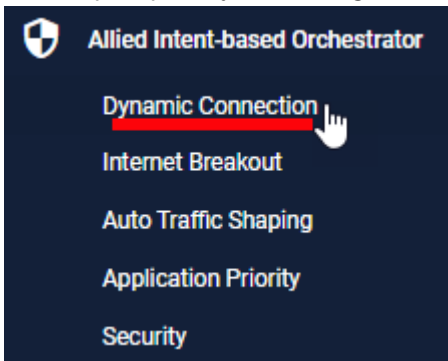 Allied Intent-based Orchestrator
Dynamic Connection
Internet Breakout
Auto Traffic Shaping
Application Priority
Security